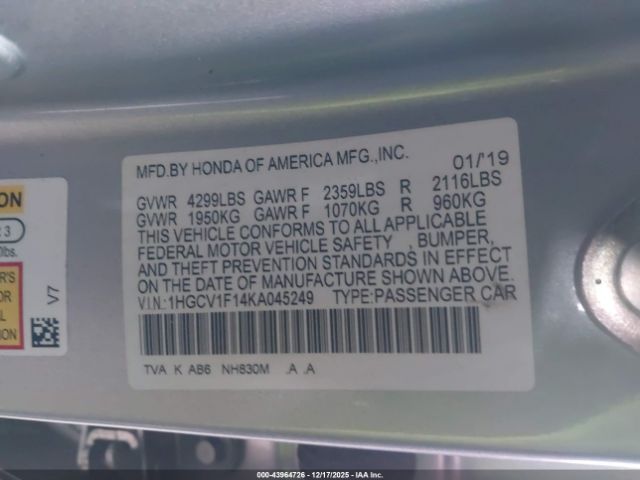 MFD.BY HONDA OF AMERICA MFG.,INC. 01/'19
GVWR 4299LBS GAWR F 2359LBS R 2116LBS
GVWR 1950KG GAWR F 1070KG R 960KG
THIS VEHICLE CONFORMS TO ALL APPLICABLE
FEDERAL MOTOR VEHICLE SAFETY , BUMPER,
AND THEFT PREVENTION STANDARDS IN EFFECT
ON THE DATE OF MANUFACTURE SHOWN ABOVE.
V.I.N.:1HGCV1F14KA045249 TYPE:PASSENGER CAR
TVA K AB6 NH830M .A .A
V7
00-43964726 - 12/17/2025 - IAA Inc.